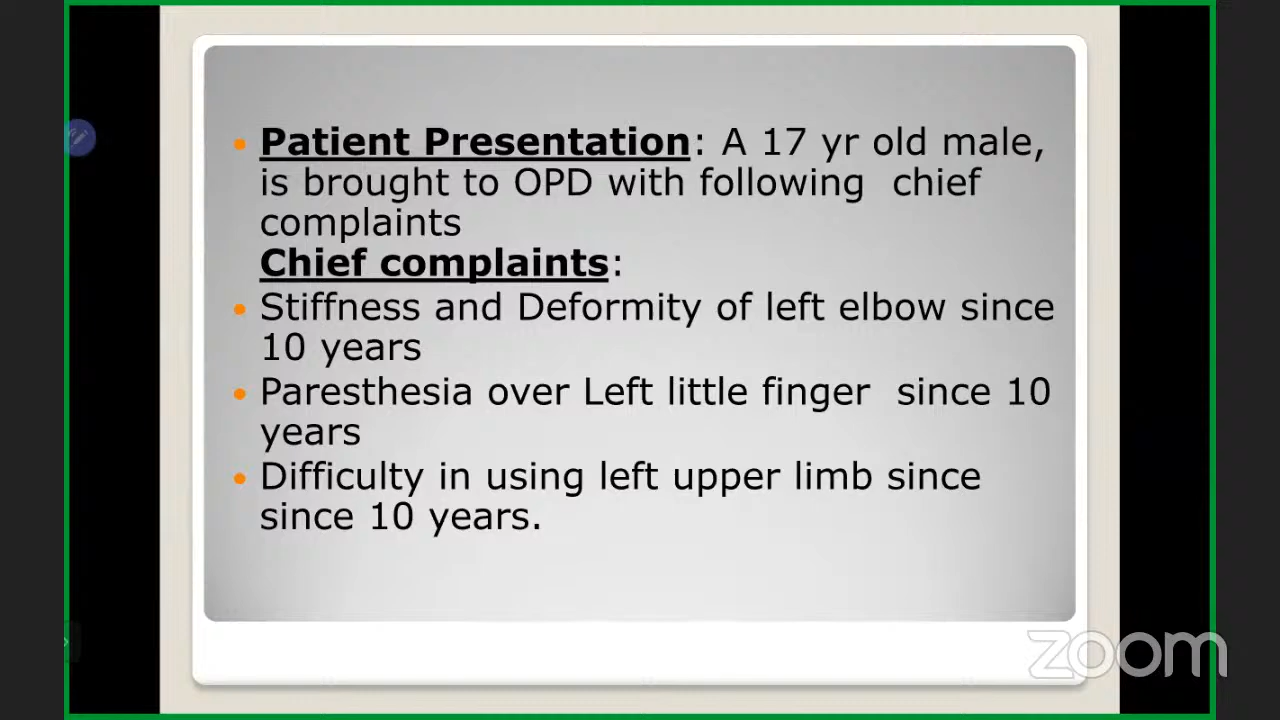 Patient Presentation: A 17 yr old male,
is brought to OPD with following chief
complaints
Chief complaints:
Stiffness and Deformity of left elbow since
10 years
Paresthesia over Left little finger since 10
years
Difficulty in using left upper limb since
since 10 years.
zoom